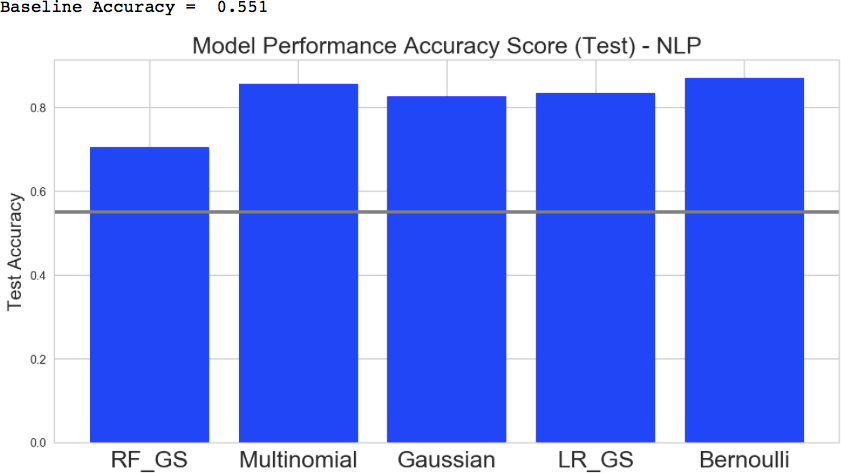 Baseline Accuracy =  0.551
Model Performance Accuracy Score (Test) - NLP
Test Accuracy
0.8
0.6
0.4
0.2
0.0
RF_GS Multinomial Gaussian LR_GS Bernoulli